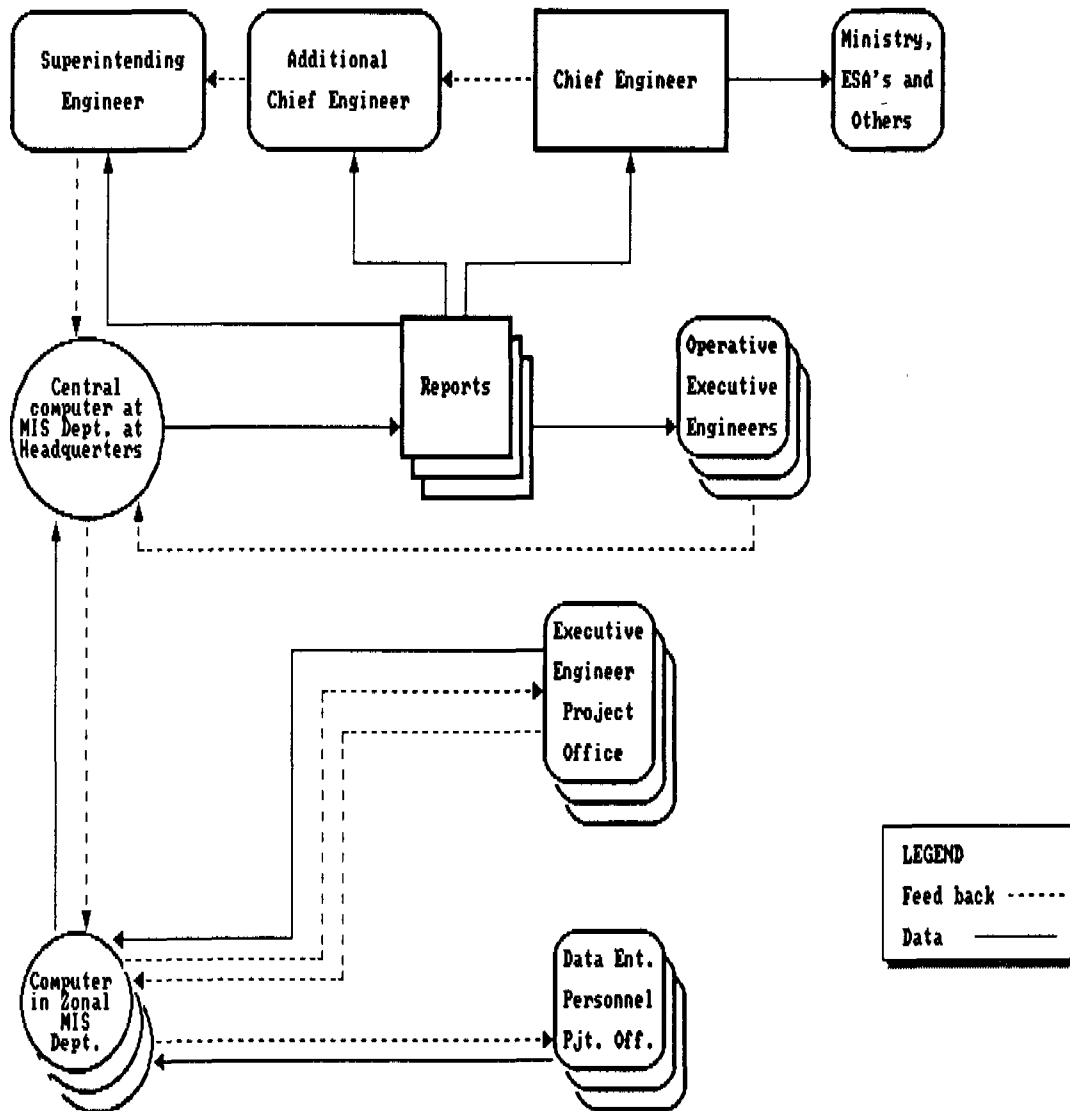 Superintending
Engineer
Additional
Chief Engineer
Chief Engineer
Ministry,
ESA's and
Others
Central
computer at
MIS Dept. at
Headquerters
Reports
Operative
Executive
Engineers
Executive
Engineer
Project
Office
LEGEND
Feed back
Data
Computer
in Zonal
MIS
Dept.
Data Ent.
Personnel
Pjt. Off.